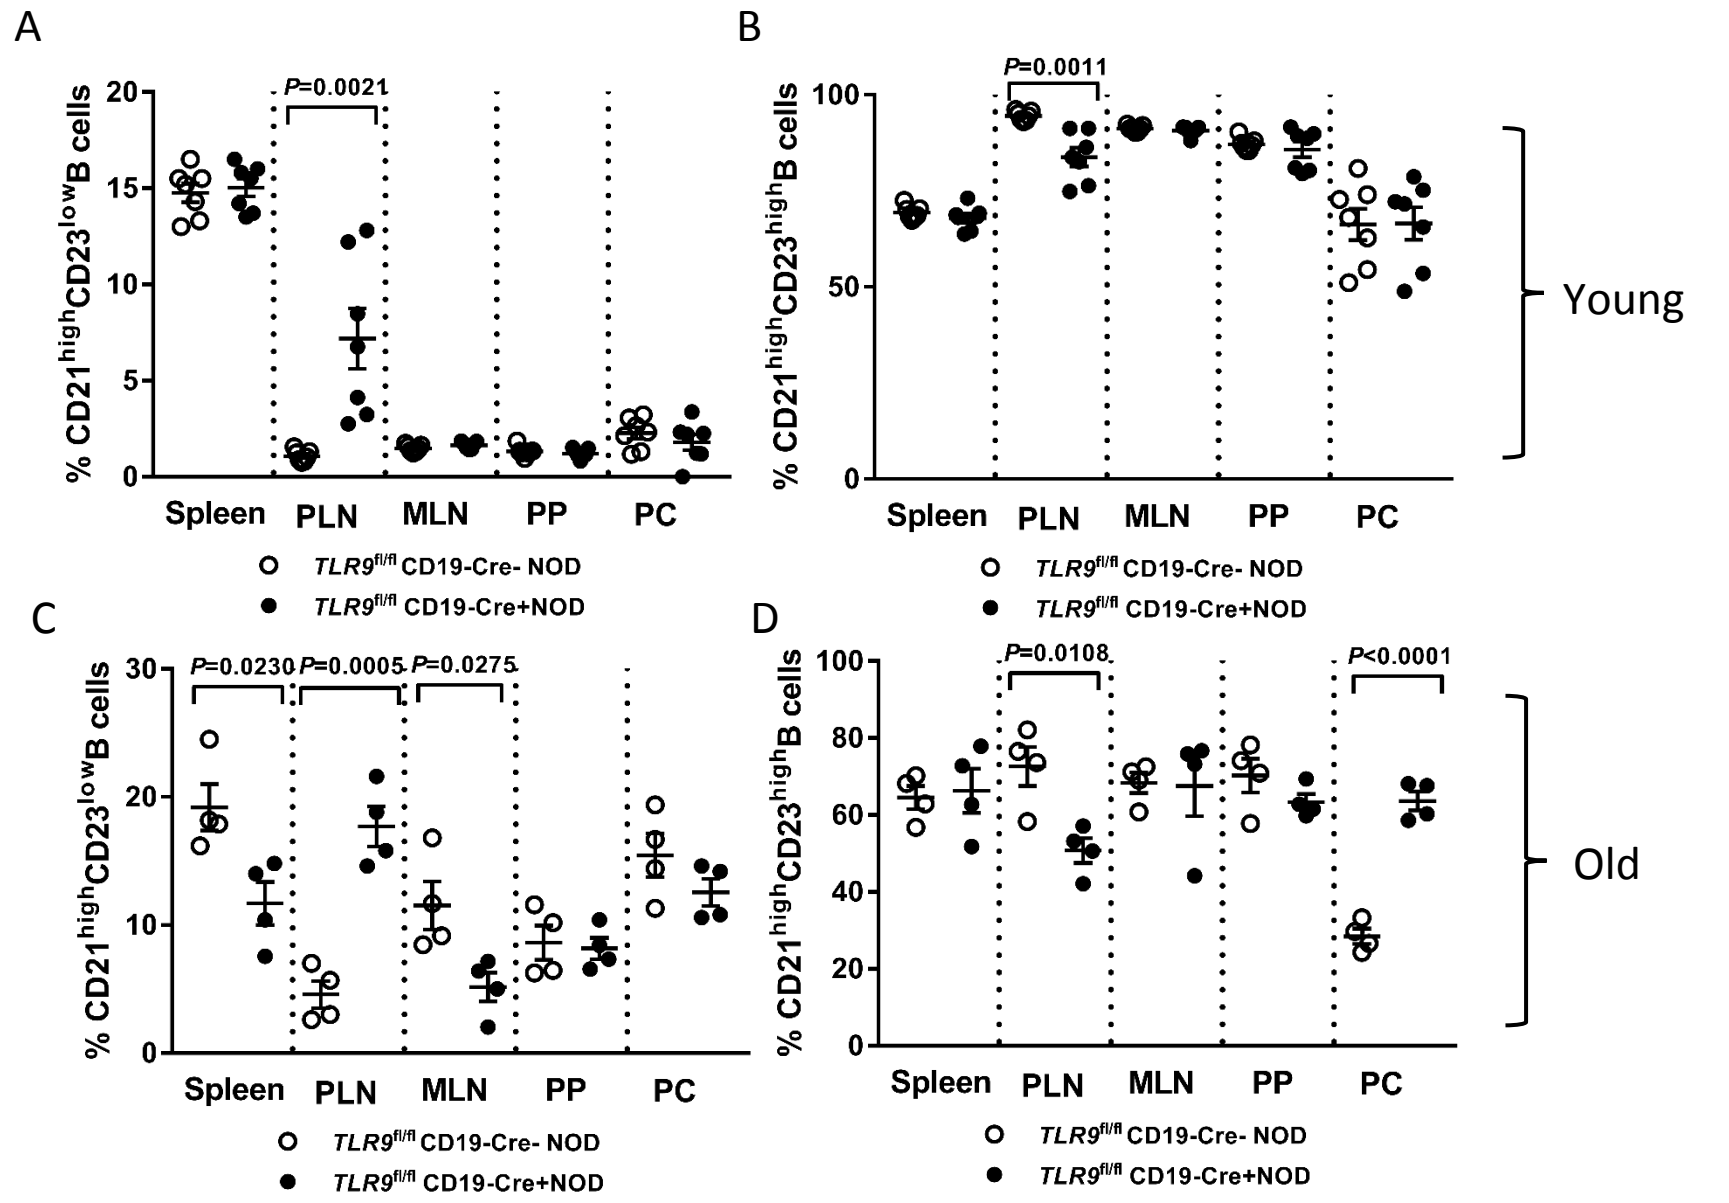 A
B
% CD21highCD23lowB cells
20
15
10
5
0
P=0.0021
Spleen PLN MLN PP PC
TLR9fl/fl CD19-Cre- NOD
TLR9fl/fl CD19-Cre+NOD
% CD21highCD23highB cells
100
50
0
P=0.0011
Spleen PLN MLN PP PC
TLR9fl/fl CD19-Cre- NOD
TLR9fl/fl CD19-Cre+NOD
Young
C
D
% CD21highCD23lowB cells
30
20
10
0
P=0.0230 P=0.0005 P=0.0275
Spleen PLN MLN PP PC
TLR9fl/fl CD19-Cre- NOD
TLR9fl/fl CD19-Cre+NOD
% CD21highCD23highB cells
100
80
60
40
20
0
P=0.0108 P<0.0001
Spleen PLN MLN PP PC
TLR9fl/fl CD19-Cre- NOD
TLR9fl/fl CD19-Cre+NOD
Old